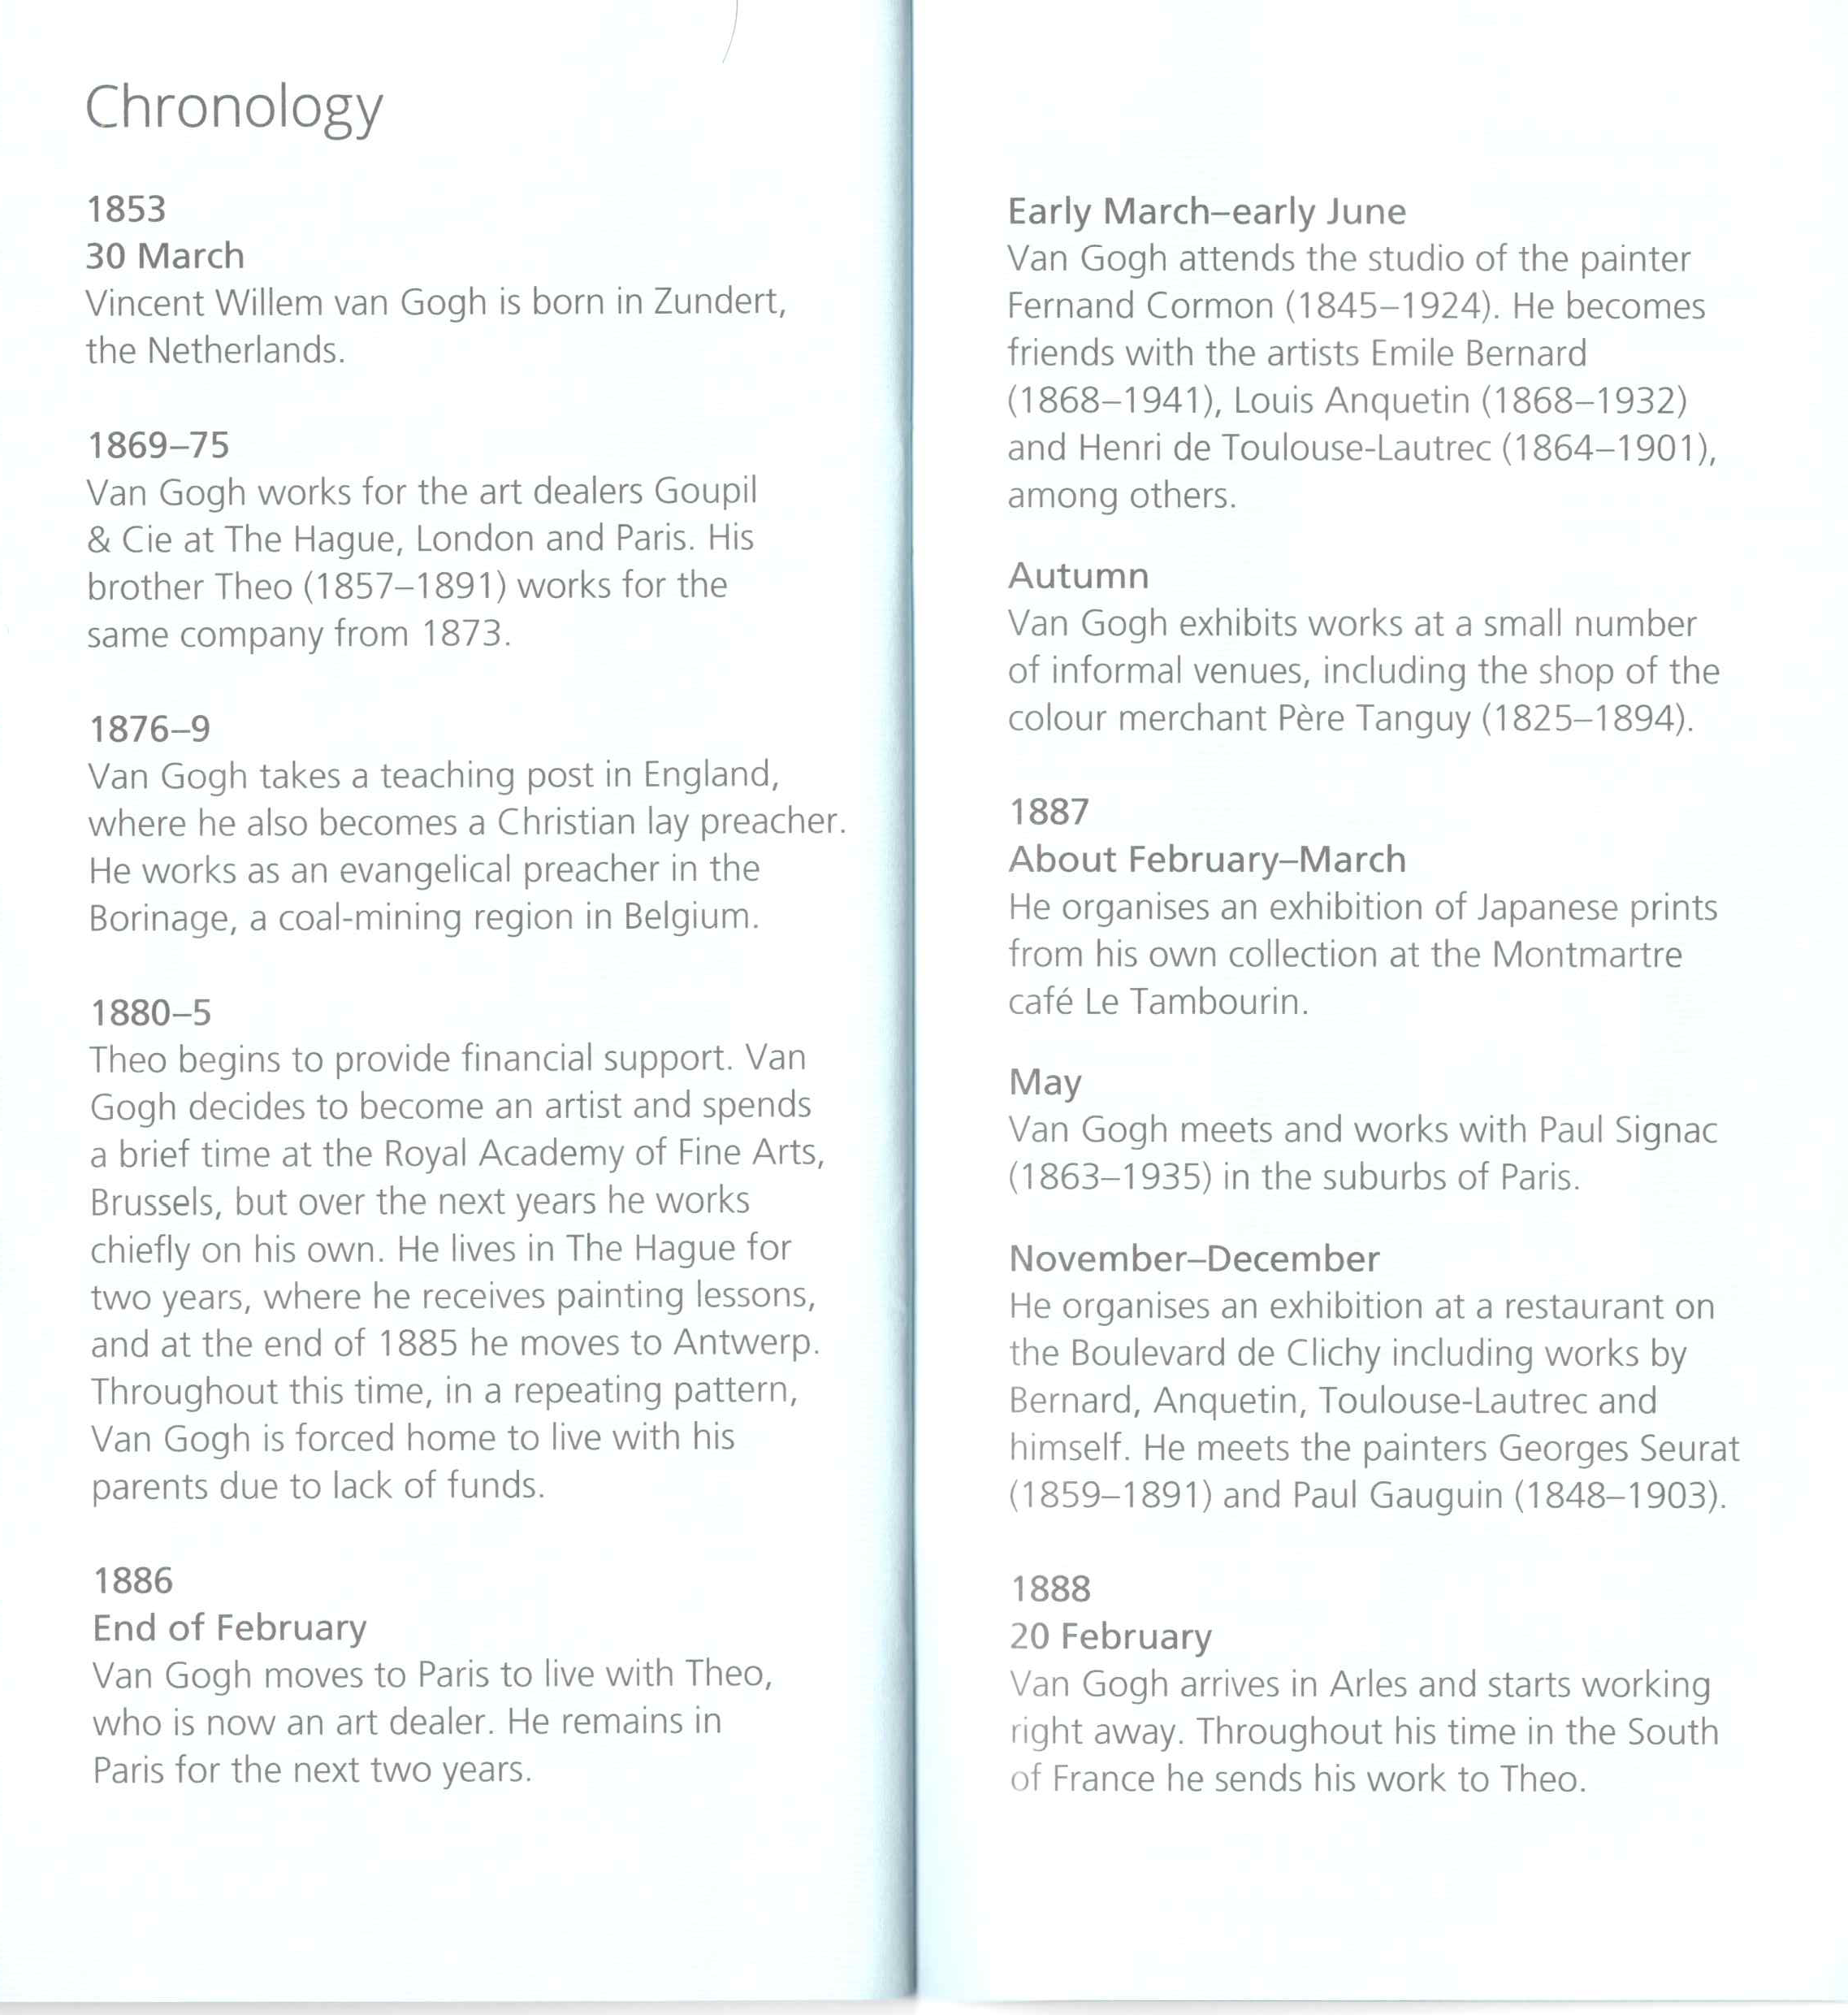 Chronology
1853
30 March
Vincent Willem van Gogh is born in Zundert,
the Netherlands.
1869–75
Van Gogh works for the art dealers Goupil
& Cie at The Hague, London and Paris. His
brother Theo (1857–1891) works for the
same company from 1873.
1876–9
Van Gogh takes a teaching post in England,
where he also becomes a Christian lay preacher.
He works as an evangelical preacher in the
Borinage, a coal-mining region in Belgium.
1880–5
Theo begins to provide financial support. Van
Gogh decides to become an artist and spends
a brief time at the Royal Academy of Fine Arts,
Brussels, but over the next years he works
chiefly on his own. He lives in The Hague for
two years, where he receives painting lessons,
and at the end of 1885 he moves to Antwerp.
Throughout this time, in a repeating pattern,
Van Gogh is forced home to live with his
parents due to lack of funds.
1886
End of February
Van Gogh moves to Paris to live with Theo,
who is now an art dealer. He remains in
Paris for the next two years.
Early March–early June
Van Gogh attends the studio of the painter
Fernand Cormon (1845–1924). He becomes
friends with the artists Emile Bernard
(1868–1941), Louis Anquetin (1868–1932)
and Henri de Toulouse-Lautrec (1864–1901),
among others.
Autumn
Van Gogh exhibits works at a small number
of informal venues, including the shop of the
colour merchant Père Tanguy (1825–1894).
1887
About February–March
He organises an exhibition of Japanese prints
from his own collection at the Montmartre
café Le Tambourin.
May
Van Gogh meets and works with Paul Signac
(1863–1935) in the suburbs of Paris.
November–December
He organises an exhibition at a restaurant on
the Boulevard de Clichy including works by
Bernard, Anquetin, Toulouse-Lautrec and
himself. He meets the painters Georges Seurat
(1859–1891) and Paul Gauguin (1848–1903).
1888
20 February
Van Gogh arrives in Arles and starts working
right away. Throughout his time in the South
of France he sends his work to Theo.